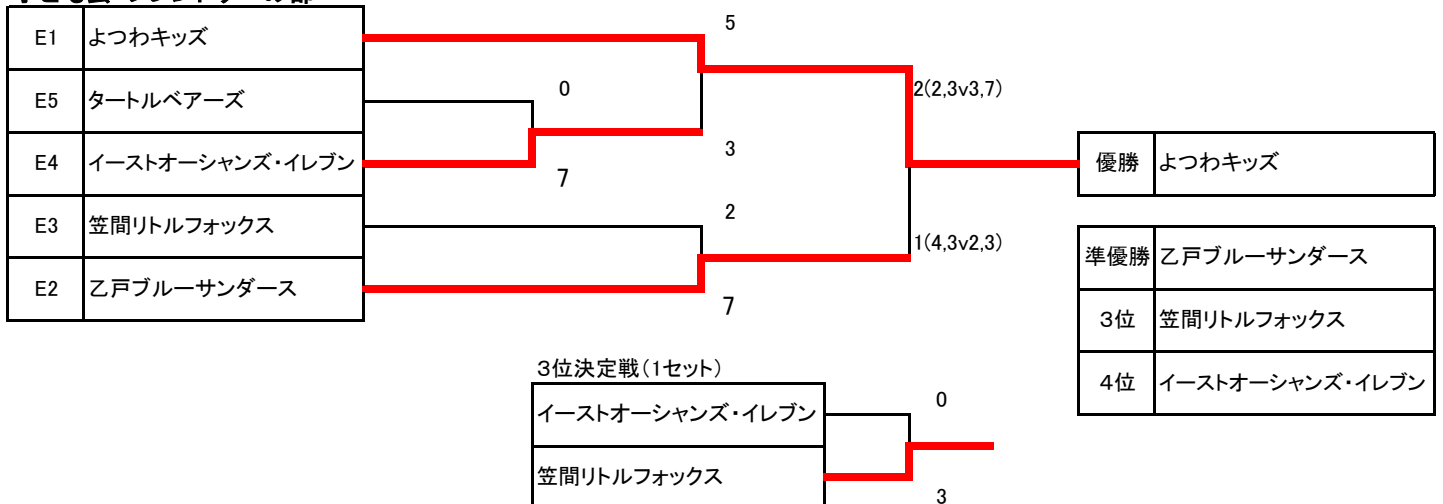 E1 よつわキッズ 5
E5 タートルベアーズ 0 2(2,3v3,7)
E4 イーストオーシャンズ・イレブン 7 3
優勝 よつわキッズ
E3 笠間リトルフォックス 2 1(4,3v2,3)
準優勝 乙戸ブルーサンダース
E2 乙戸ブルーサンダース 7
3位 笠間リトルフォックス
4位 イーストオーシャンズ・イレブン
3位決定戦(1セット)
イーストオーシャンズ・イレブン 0
笠間リトルフォックス 3